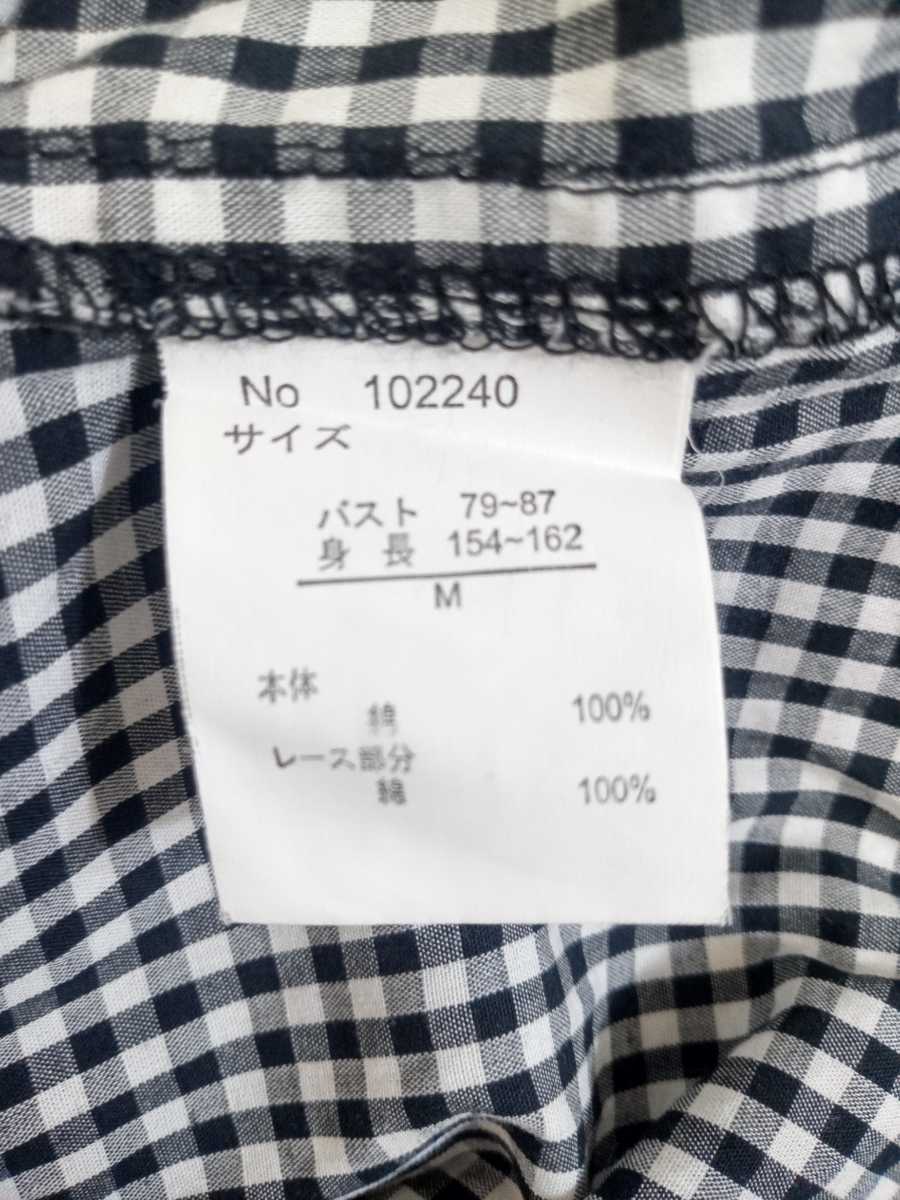 No 102240
サイズ
バスト 79~87
身長 154~162
M
本体
綿 100%
レース部分
綿 100%